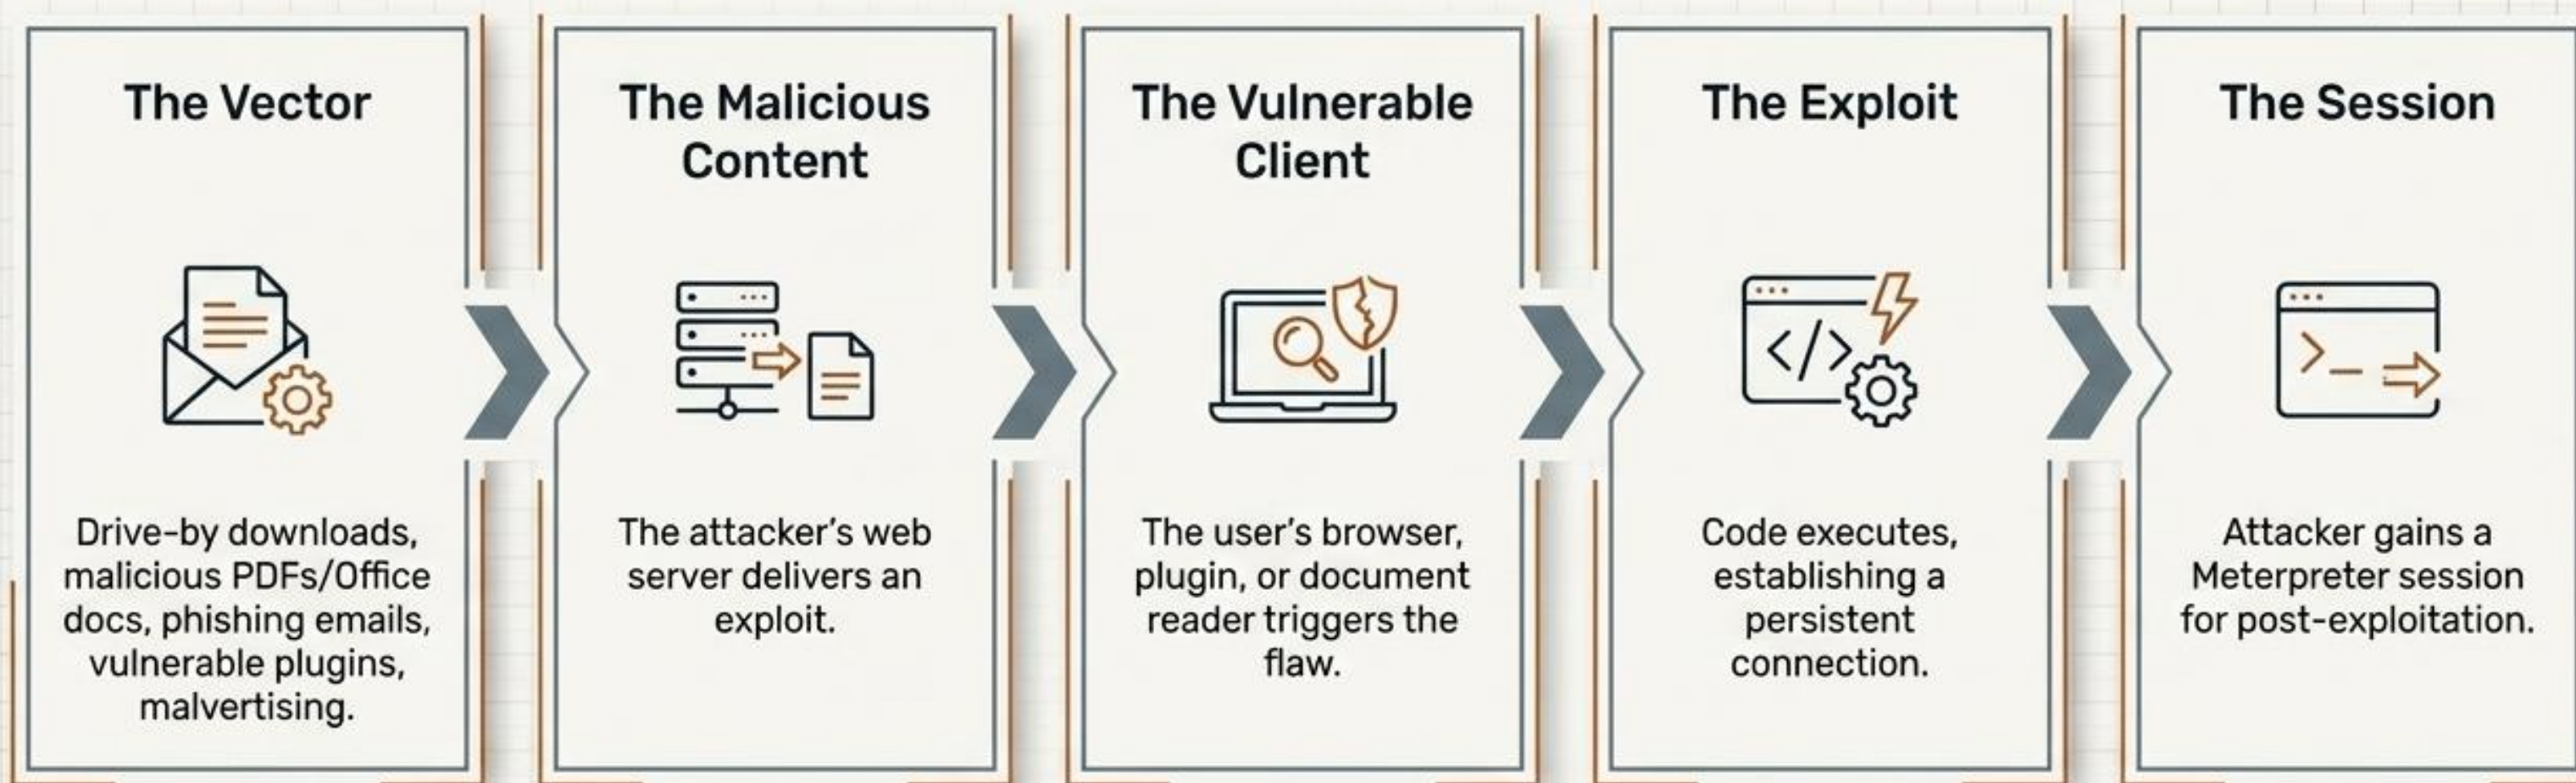 The Vector
Drive-by downloads,
malicious PDFs/Office
docs, phishing emails,
vulnerable plugins,
malvertising.
The Malicious
Content
The attacker's web
server delivers an
exploit.
The Vulnerable
Client
The user's browser,
plugin, or document
reader triggers the
flaw.
The Exploit
Code executes,
establishing a
persistent
connection.
The Session
Attacker gains a
Meterpreter session
for post-exploitation.